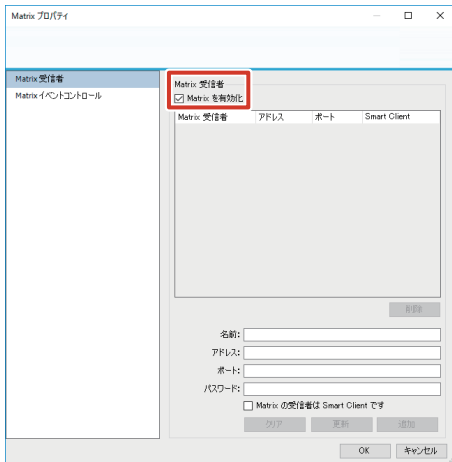 Matrix プロパティ
Matrix 受信者
Matrix イベントコントロール
Matrix 受信者
Matrix を有効化
Matrix 受信者 アドレス ポート Smart Client
削除
名前:
アドレス:
ポート:
パスワード:
Matrix の受信者は Smart Client です
クリア 更新 追加
OK キャンセル